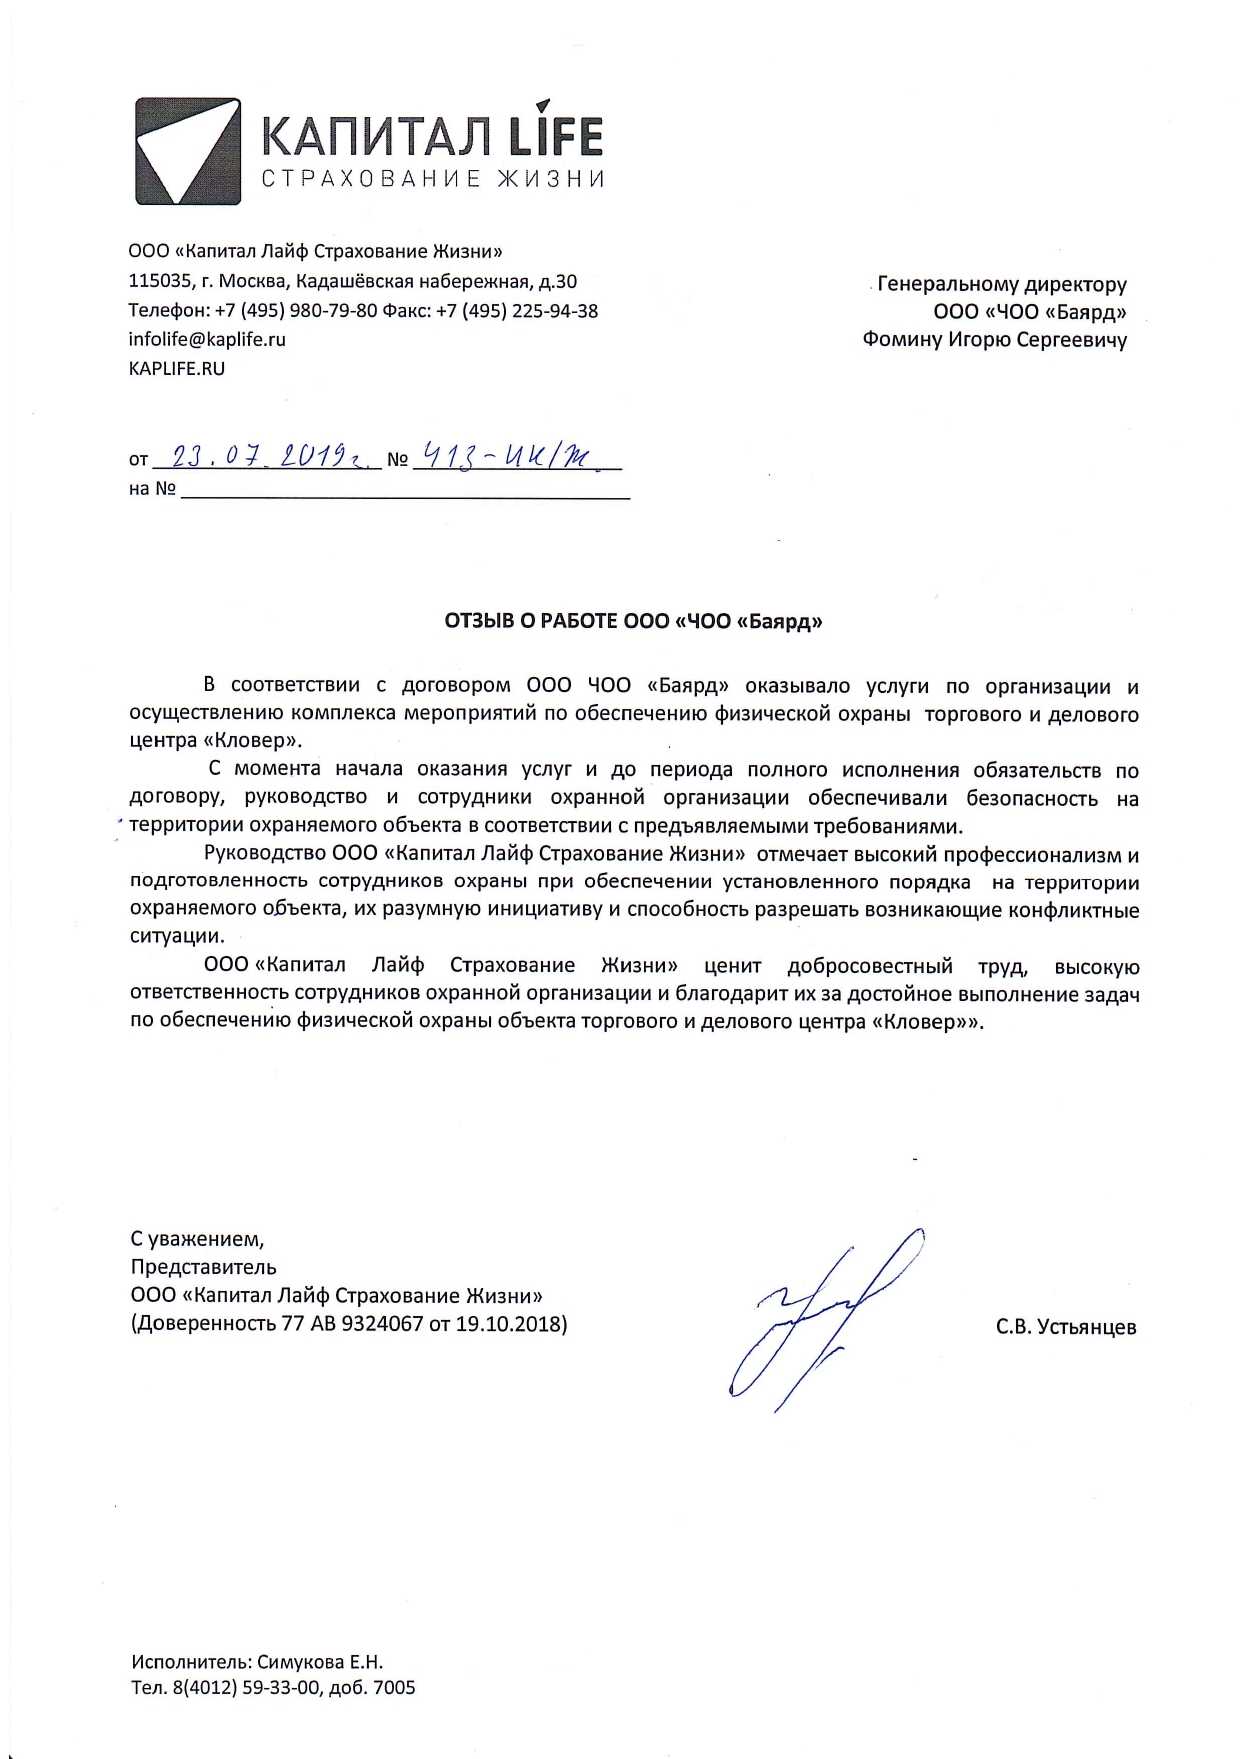 КАПИТАЛ LIFE
СТРАХОВАНИЕ ЖИЗНИ
ООО «Капитал Лайф Страхование Жизни»
115035, г. Москва, Кадашёвская набережная, д.30
Телефон: +7 (495) 980-79-80 Факс: +7 (495) 225-94-38
infolife@kaplife.ru
KAPLIFE.RU
Генеральному директору
ООО «ЧОО «Баярд»
Фомину Игорю Сергеевичу
от 23.07.2019г. № 413-ИК/Ж
на №
ОТЗЫВ О РАБОТЕ ООО «ЧОО «Баярд»
В соответствии с договором ООО ЧОО «Баярд» оказывало услуги по организации и
осуществлению комплекса мероприятий по обеспечению физической охраны торгового и делового
центра «Кловер».
С момента начала оказания услуг и до периода полного исполнения обязательств по
договору, руководство и сотрудники охранной организации обеспечивали безопасность на
территории охраняемого объекта в соответствии с предъявляемыми требованиями.
Руководство ООО «Капитал Лайф Страхование Жизни» отмечает высокий профессионализм и
подготовленность сотрудников охраны при обеспечении установленного порядка на территории
охраняемого объекта, их разумную инициативу и способность разрешать возникающие конфликтные
ситуации.
ООО «Капитал Лайф Страхование Жизни» ценит добросовестный труд, высокую
ответственность сотрудников охранной организации и благодарит их за достойное выполнение задач
по обеспечению физической охраны объекта торгового и делового центра «Кловер»».
С уважением,
Представитель
ООО «Капитал Лайф Страхование Жизни»
(Доверенность 77 АВ 9324067 от 19.10.2018)
С.В. Устьянцев
Исполнитель: Симукова Е.Н.
Тел. 8(4012) 59-33-00, доб. 7005